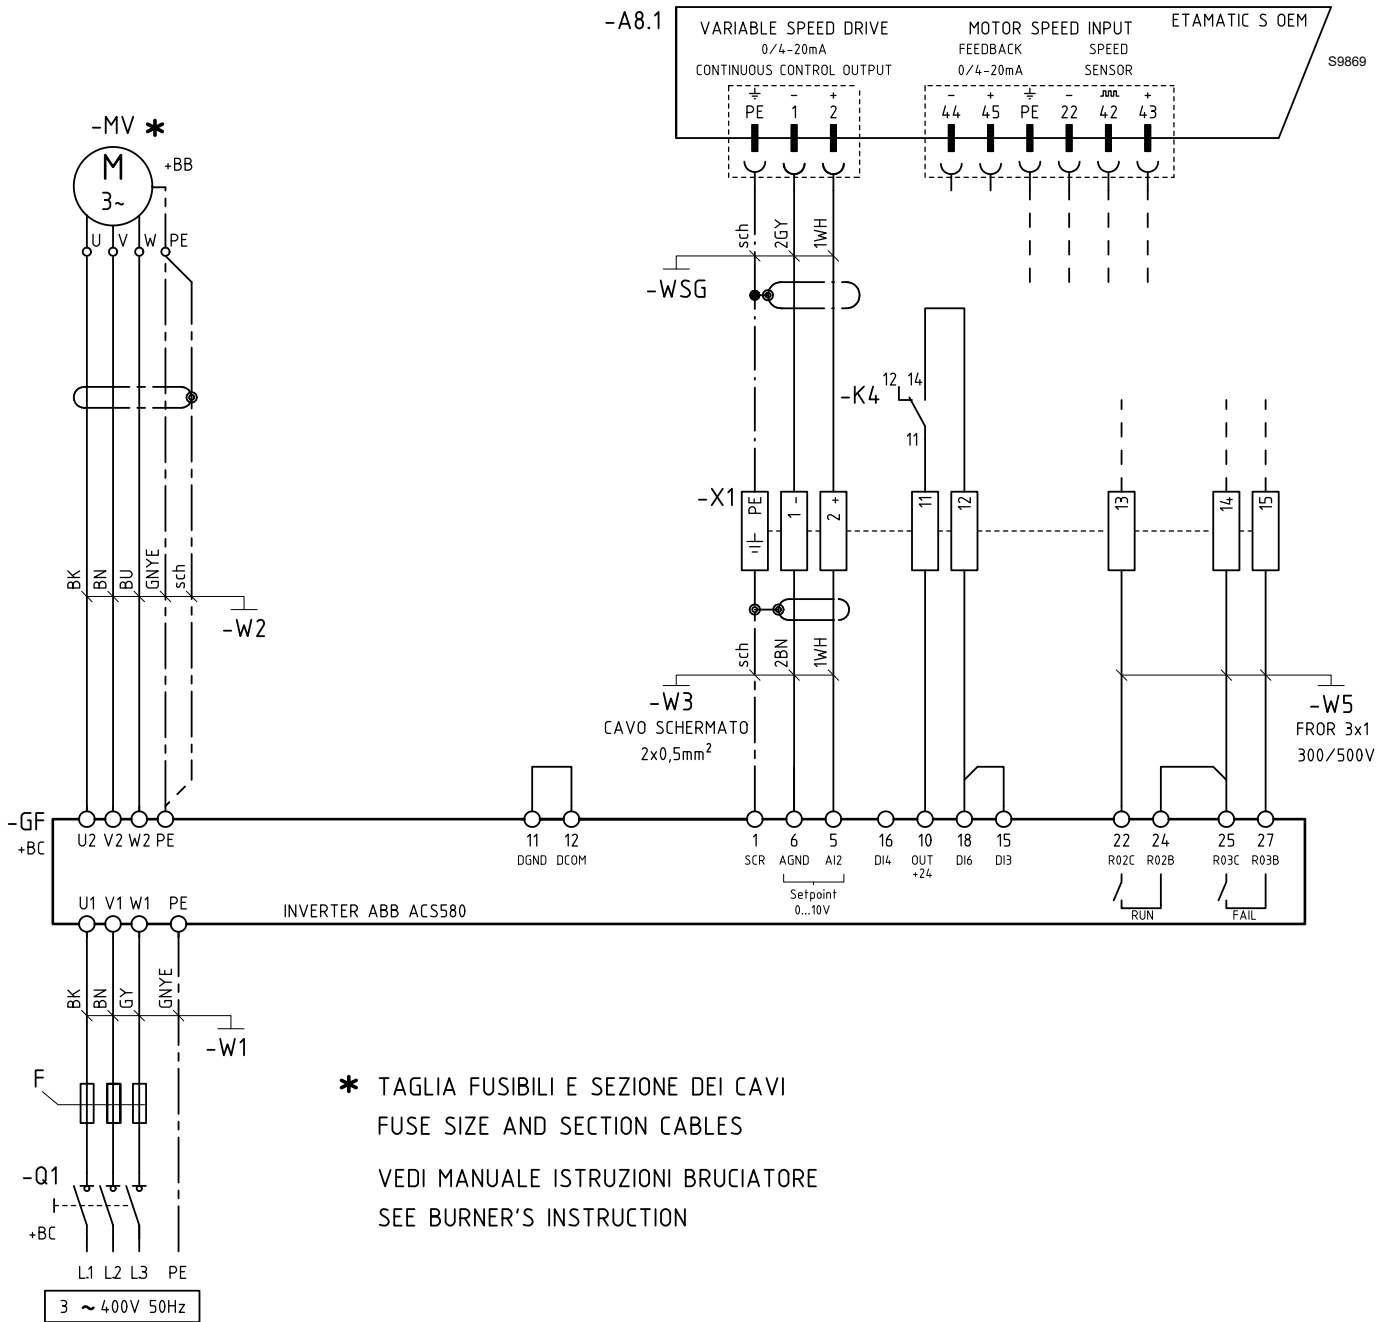 -A8.1
VARIABLE SPEED DRIVE
0/4-20mA
CONTINUOUS CONTROL OUTPUT
MOTOR SPEED INPUT
FEEDBACK
0/4-20mA
SPEED
SENSOR
ETAMATIC S OEM
S9869
- +
PE 1 2
- + - +
44 45 PE 22 42 43
-MV *
M
3~
+BB
U V W PE
sch 2GY 1WH
-WSG
-K4
12 14
11
-X1
PE 1 - 2 + 11 12 13 14 15
BK BN BU GNYE sch
-W2
sch 2BN 1WH
-W3
CAVO SCHERMATO
2x0,5mm²
-W5
FROR 3x1
300/500V
-GF
+BC
U2 V2 W2 PE
11 12
DGND DCOM
1 6 5 16 10 18 15
SCR AGND AI2 DI4 OUT DI6 DI3
+24
Setpoint
0...10V
22 24 25 27
R02C R02B R03C R03B
RUN FAIL
U1 V1 W1 PE
INVERTER ABB ACS580
BK BN GY GNYE
-W1
F
-Q1
+BC
L1 L2 L3 PE
3 ~ 400V 50Hz
* TAGLIA FUSIBILI E SEZIONE DEI CAVI
FUSE SIZE AND SECTION CABLES
VEDI MANUALE ISTRUZIONI BRUCIATORE
SEE BURNER'S INSTRUCTION